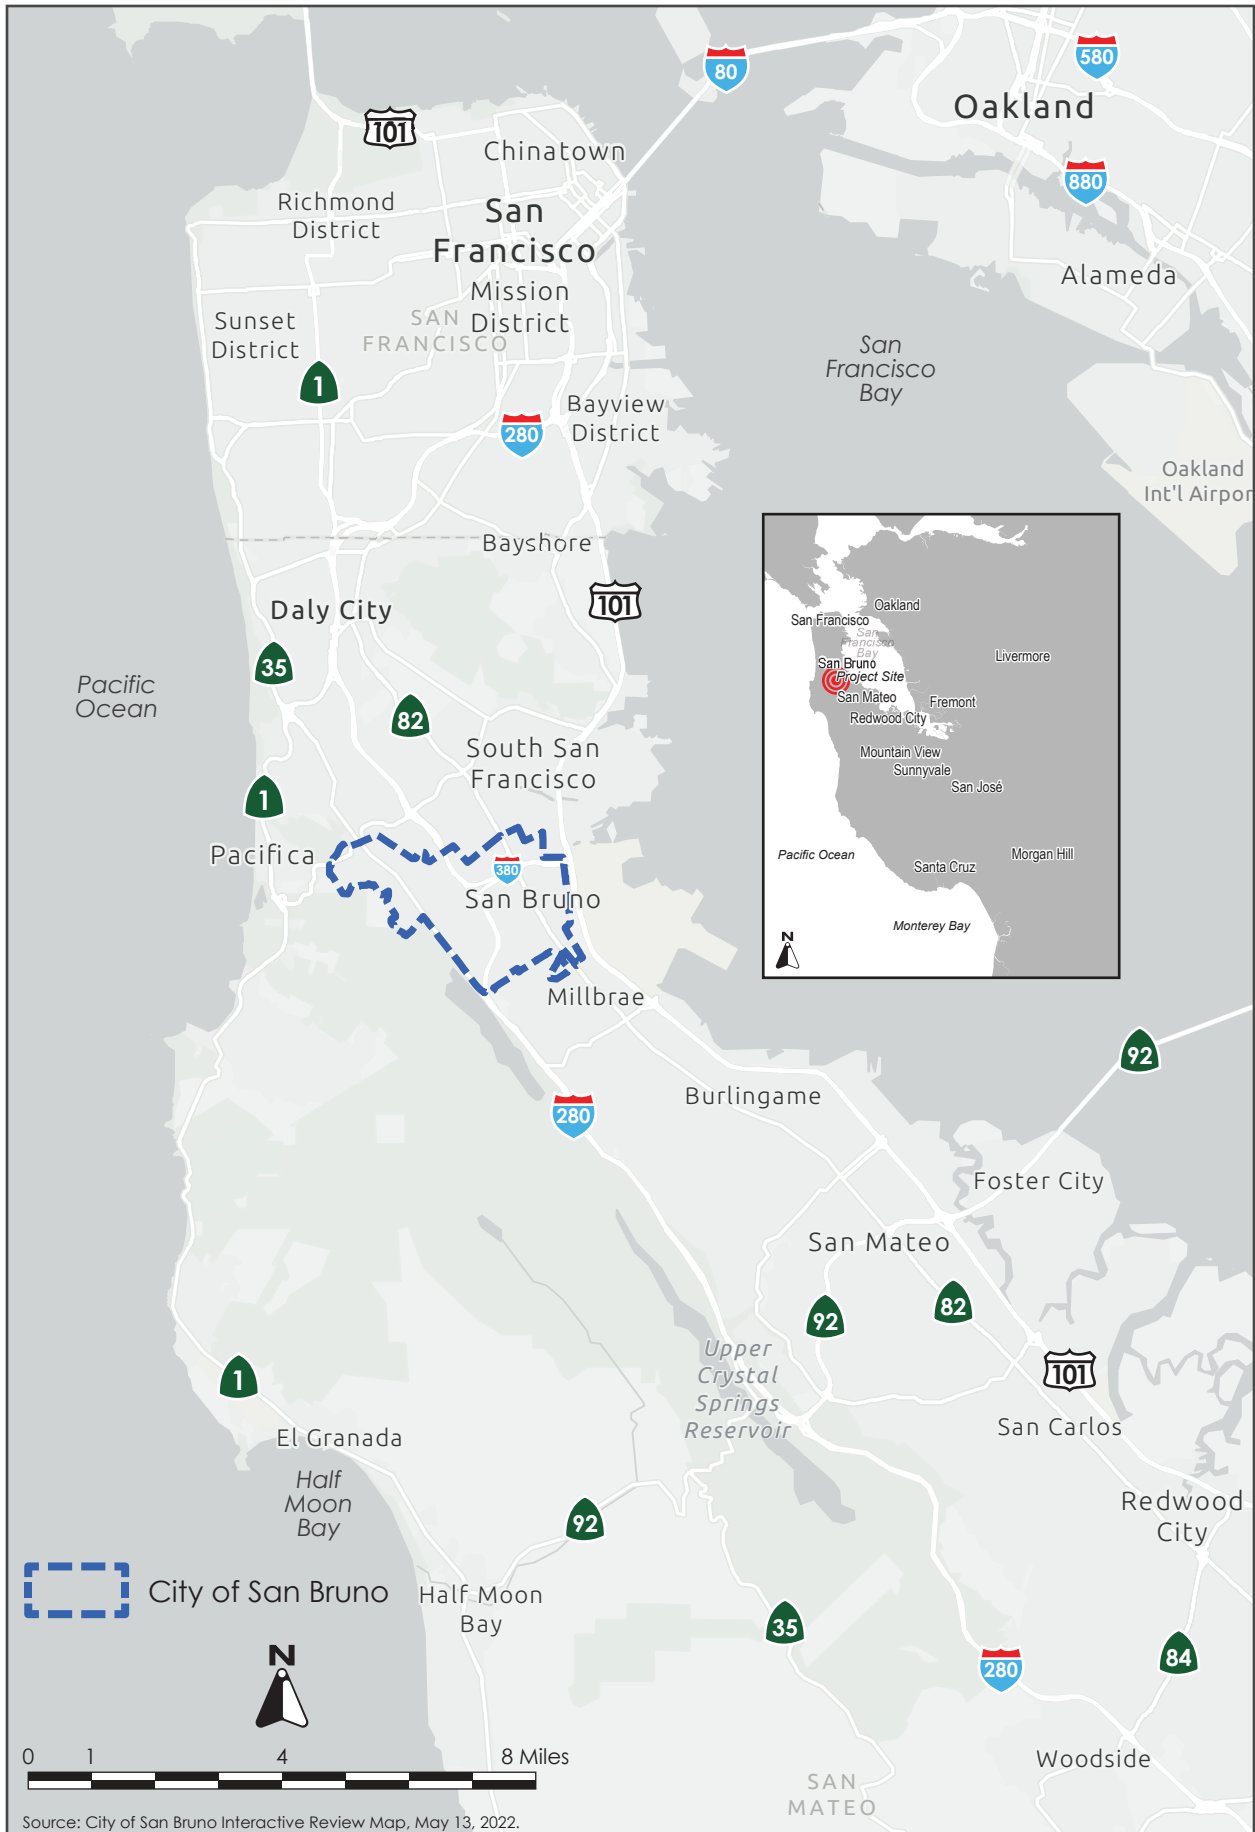 580
80
Oakland
101
Chinatown
880
Richmond
District
San
Francisco
Alameda
Mission
District
SAN
FRANCISCO
Sunset
District
San
Francisco
Bay
1
Bayview
District
280
Oakland
Int'l Airpor
Bayshore
101
Daly City
35
Pacific
Ocean
82
South San
Francisco
1
Pacifica
380
San Bruno
Millbrae
San Francisco
Oakland
San
Francisco
Bay
Livermore
San Bruno
Project Site
San Mateo
Fremont
Redwood City
Mountain View
Sunnyvale
San José
Pacific Ocean
Santa Cruz
Morgan Hill
Monterey Bay
N
92
Burlingame
280
Foster City
San Mateo
92
82
Upper
Crystal
Springs
Reservoir
101
1
San Carlos
El Granada
Half
Moon
Bay
Redwood
City
92
City of San Bruno
Half Moon
Bay
35
84
280
N
0 1 4 8 Miles
Woodside
SAN
MATEO
Source: City of San Bruno Interactive Review Map, May 13, 2022.